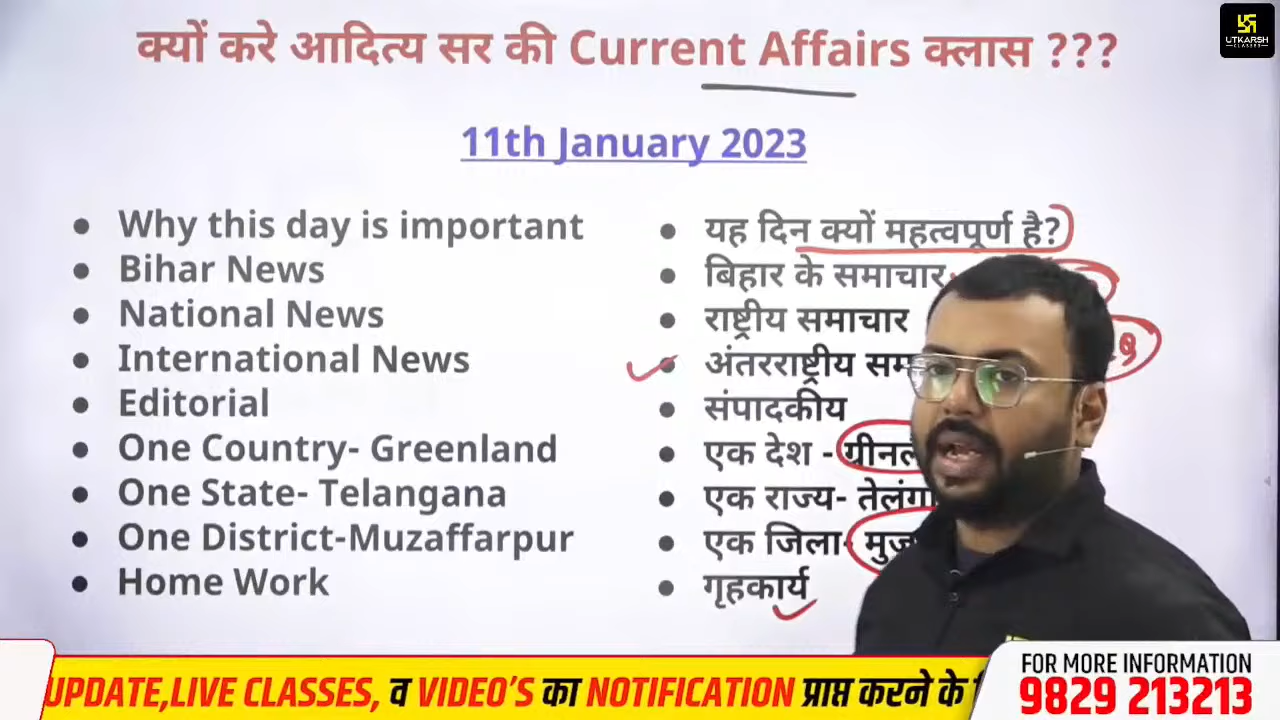 क्यों करे आदित्य सर की Current Affairs क्लास ???
UTKARSH
CLASSES
11th January 2023
Why this day is important
Bihar News
National News
International News
Editorial
One Country- Greenland
One State- Telangana
One District-Muzaffarpur
Home Work
यह दिन क्यों महत्वपूर्ण है?
बिहार के समाचार
राष्ट्रीय समाचार
अंतरराष्ट्रीय
संपादकीय
एक देश -
एक राज्य-
एक जिला-
गृहकार्य
UPDATE,LIVE CLASSES, व VIDEO'S का NOTIFICATION प्राप्त करने के
FOR MORE INFORMATION
9829 213213